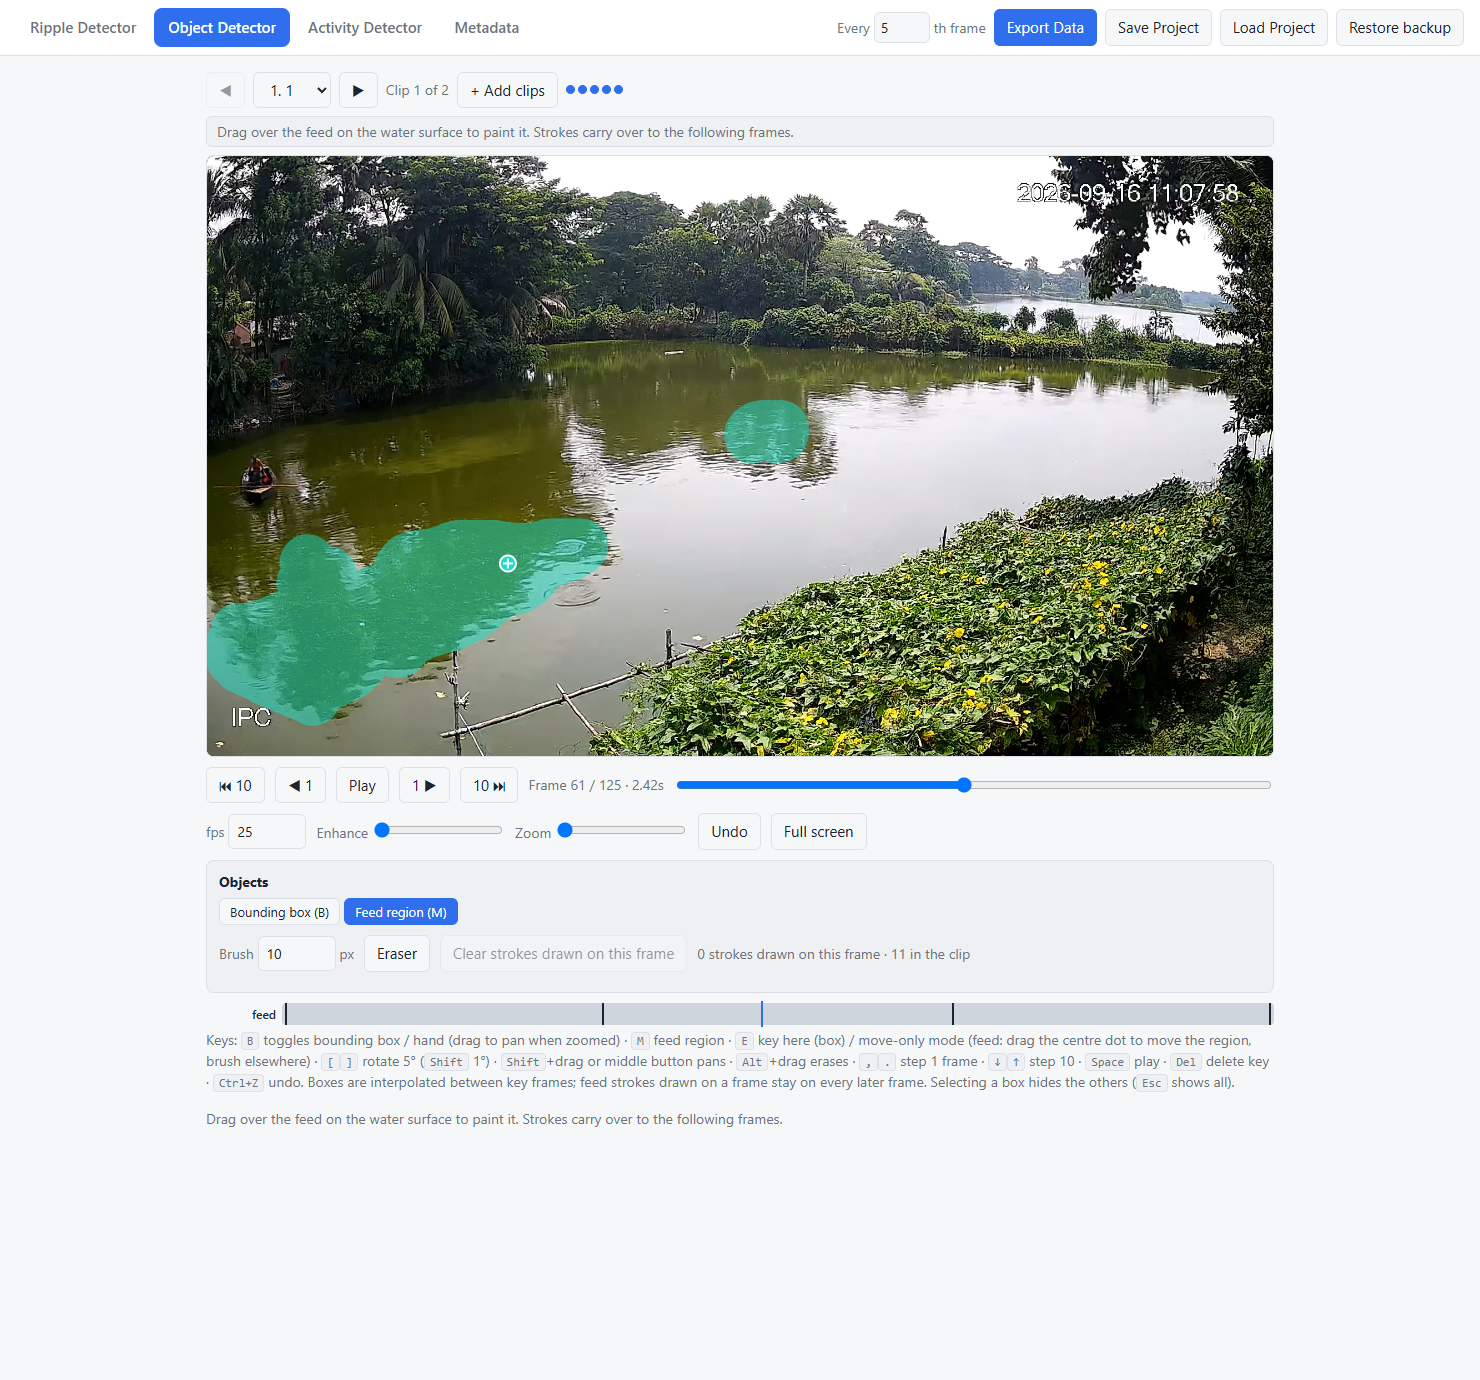 Ripple Detector Object Detector Activity Detector Metadata Every 5 th frame Export Data Save Project Load Project Restore backup
◀ 1. 1 ▶ Clip 1 of 2 + Add clips
Drag over the feed on the water surface to paint it. Strokes carry over to the following frames.
2026-09-16 11:07:58
IPC
⏮ 10 ◀ 1 Play 1 ▶ 10 ⏭ Frame 61 / 125 · 2.42s
fps 25 Enhance Zoom Undo Full screen
Objects
Bounding box (B) Feed region (M)
Brush 10 px Eraser Clear strokes drawn on this frame 0 strokes drawn on this frame · 11 in the clip
feed
Keys: B toggles bounding box / hand (drag to pan when zoomed) · M feed region · E key here (box) / move-only mode (feed: drag the centre dot to move the region,
brush elsewhere) · [ ] rotate 5° ( Shift 1°) · Shift +drag or middle button pans · Alt +drag erases · , . step 1 frame · ↓ ↑ step 10 · Space play · Del delete key
· Ctrl+Z undo. Boxes are interpolated between key frames; feed strokes drawn on a frame stay on every later frame. Selecting a box hides the others ( Esc shows all).
Drag over the feed on the water surface to paint it. Strokes carry over to the following frames.